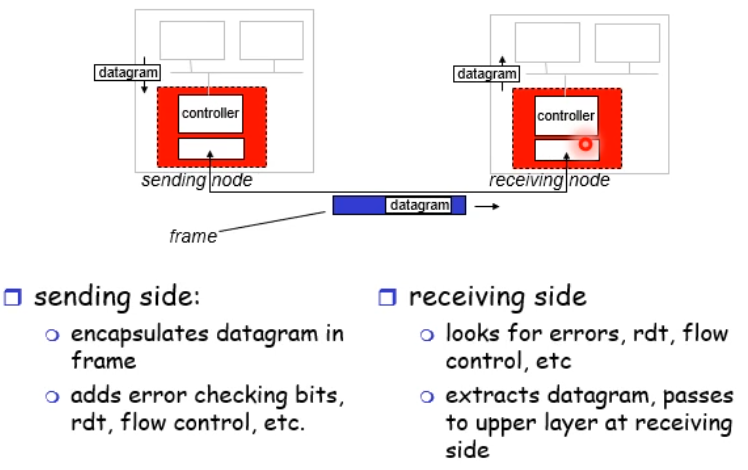 datagram
controller
sending node
datagram
controller
receiving node
datagram
frame
sending side:
encapsulates datagram in
frame
adds error checking bits,
rdt, flow control, etc.
receiving side
looks for errors, rdt, flow
control, etc
extracts datagram, passes
to upper layer at receiving
side